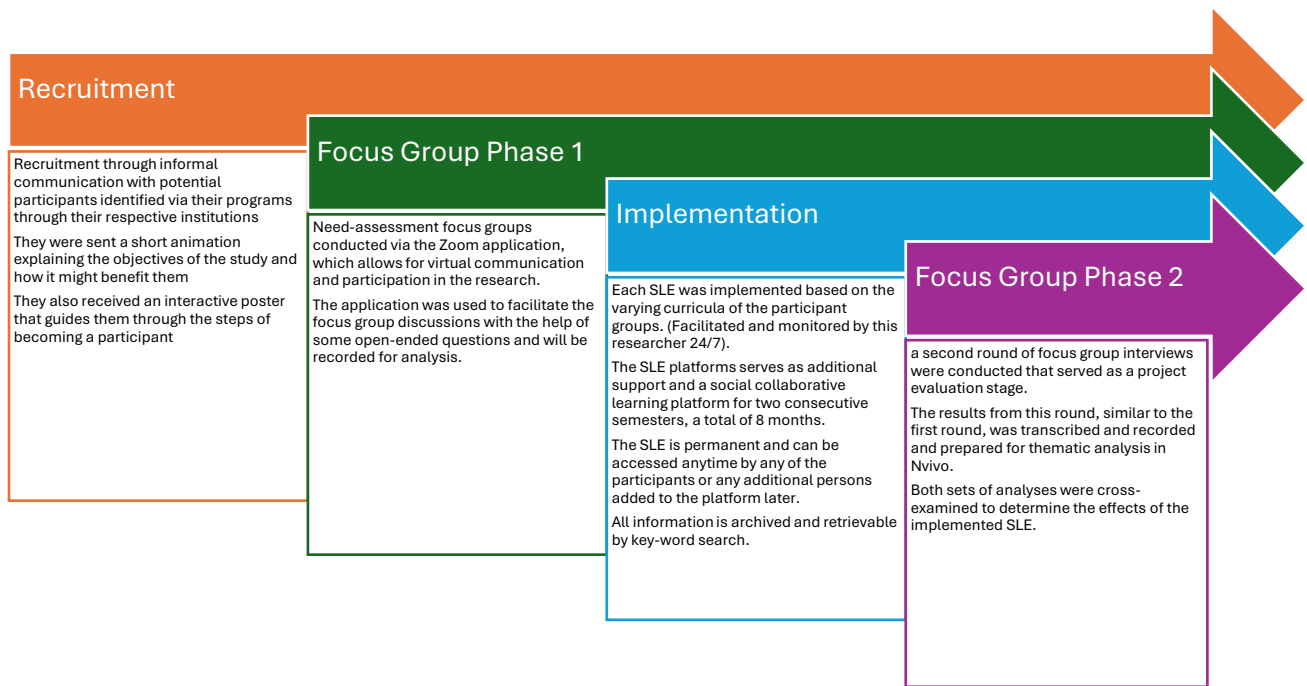 Recruitment
Recruitment through informal
communication with potential
participants identified via their programs
through their respective institutions
They were sent a short animation
explaining the objectives of the study and
how it might benefit them
They also received an interactive poster
that guides them through the steps of
becoming a participant
Focus Group Phase 1
Need-assessment focus groups
conducted via the Zoom application,
which allows for virtual communication
and participation in the research.
The application was used to facilitate the
focus group discussions with the help of
some open-ended questions and will be
recorded for analysis.
Implementation
Each SLE was implemented based on the
varying curricula of the participant
groups. (Facilitated and monitored by this
researcher 24/7).
The SLE platforms serves as additional
support and a social collaborative
learning platform for two consecutive
semesters, a total of 8 months.
The SLE is permanent and can be
accessed anytime by any of the
participants or any additional persons
added to the platform later.
All information is archived and retrievable
by key-word search.
Focus Group Phase 2
a second round of focus group interviews
were conducted that served as a project
evaluation stage.
The results from this round, similar to the
first round, was transcribed and recorded
and prepared for thematic analysis in
Nvivo.
Both sets of analyses were cross-
examined to determine the effects of the
implemented SLE.